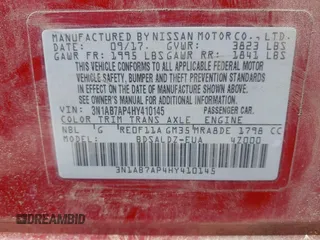 MANUFACTURED BY NISSAN MOTOR CO., LTD.
DATE: 09/17 GVWR: 3823 LBS
GAWR FR: 1995 LBS GAWR RR: 1841 LBS
THIS VEHICLE CONFORMS TO ALL APPLICABLE FEDERAL MOTOR
VEHICLE SAFETY, BUMPER AND THEFT PREVENTION STANDARDS
IN EFFECT ON THE DATE OF MANUFACTURE SHOWN ABOVE.
SEE OWNER'S MANUAL FOR ADDITIONAL INFORMATION.
VIN: 3N1AB7AP4HY410145 PASSENGER CAR
COLOR TRIM TRANS AXLE ENGINE
NBL G RE0F11A GM35 MRA8DE 1798 CC
MODEL: BDSALDZ-EUA 47000
3N1AB7AP4HY410145
DREAMBID